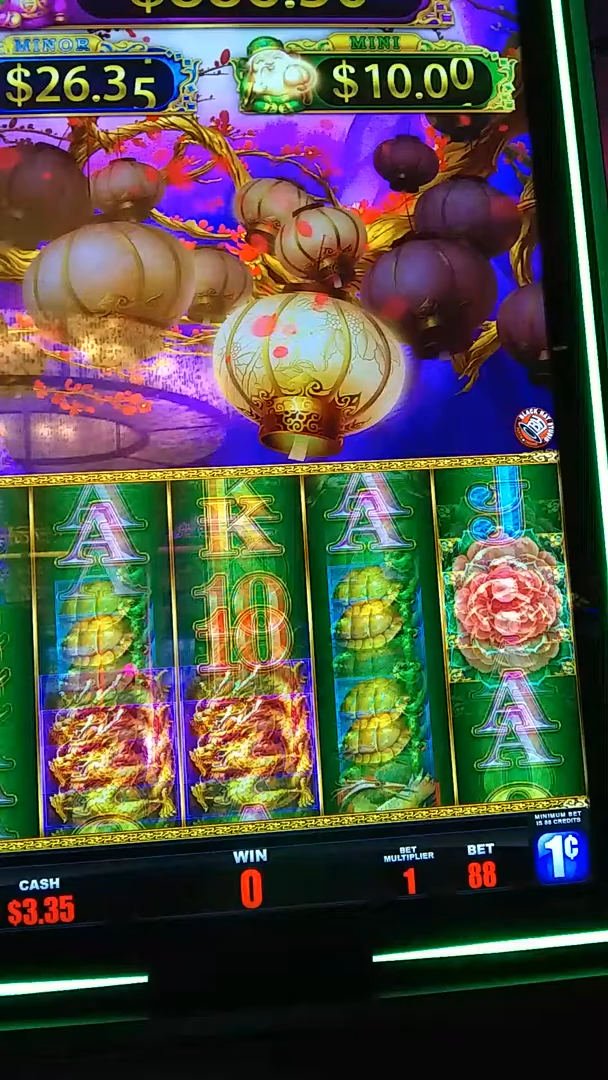 MINOR
MINI
$26.35
$10.00
A
K
A
J
10
A
MINIMUM BET
IS 88 CREDITS
CASH
$3.35
WIN
0
BET
MULTIPLIER
1
BET
88
1¢